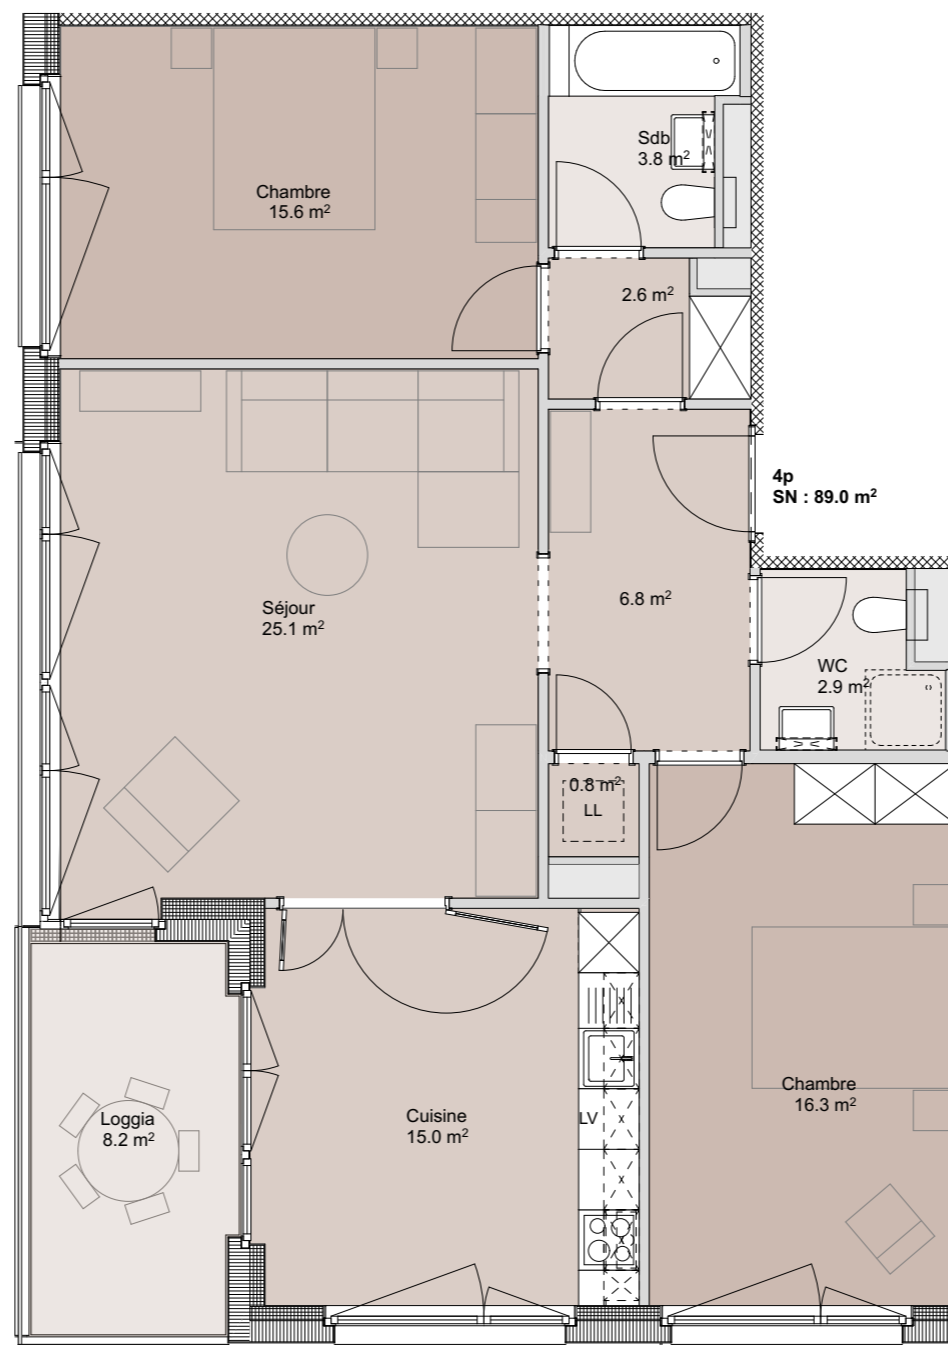 Sdb
3.8 m²
Chambre
15.6 m²
2.6 m²
4p
SN : 89.0 m²
6.8 m²
Séjour
25.1 m²
WC
2.9 m²
0.8 m²
LL
Chambre
16.3 m²
Loggia
8.2 m²
Cuisine
15.0 m²
LV